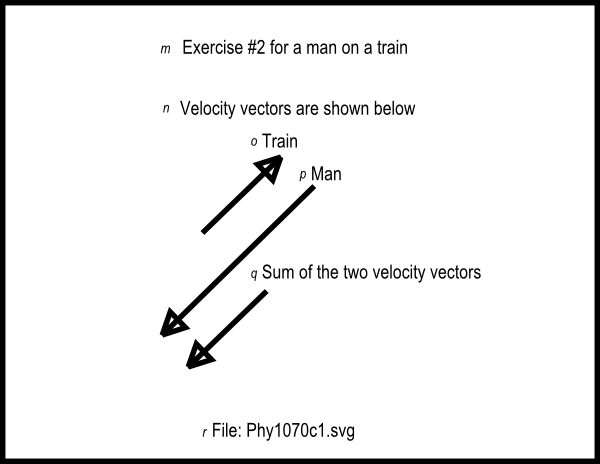 m Exercise #2 for a man on a train
n Velocity vectors are shown below
o Train
p Man
q Sum of the two velocity vectors
r File: Phy1070c1.svg